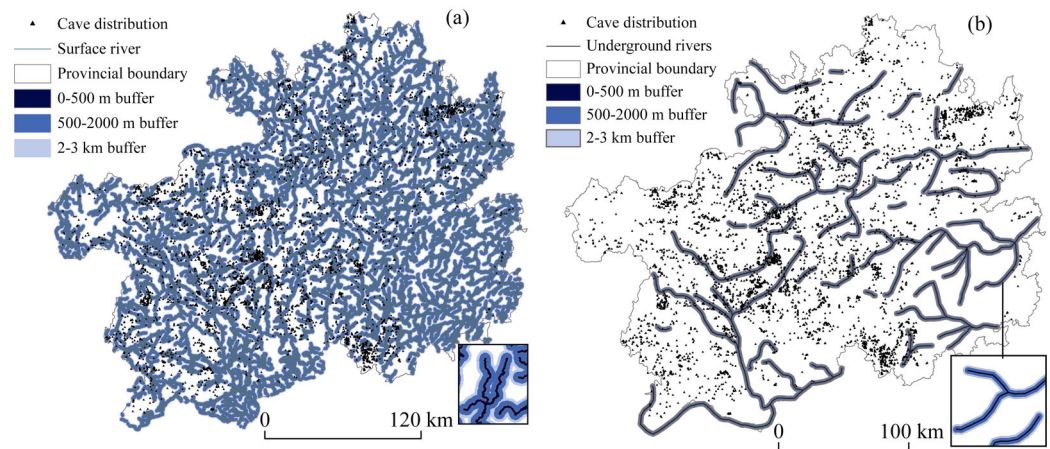 (a)
Cave distribution
Surface river
Provincial boundary
0-500 m buffer
500-2000 m buffer
2-3 km buffer
0 120 km
(b)
Cave distribution
Underground rivers
Provincial boundary
0-500 m buffer
500-2000 m buffer
2-3 km buffer
0 100 km